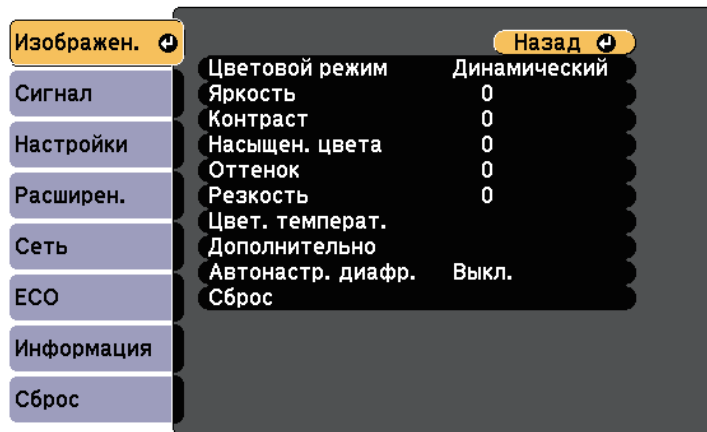 Изображен.
Сигнал
Настройки
Расширен.
Сеть
ECO
Информация
Сброс
Назад
Цветовой режим Динамический
Яркость 0
Контраст 0
Насыщен. цвета 0
Оттенок 0
Резкость 0
Цвет. температ.
Дополнительно
Автонастр. диафр. Выкл.
Сброс